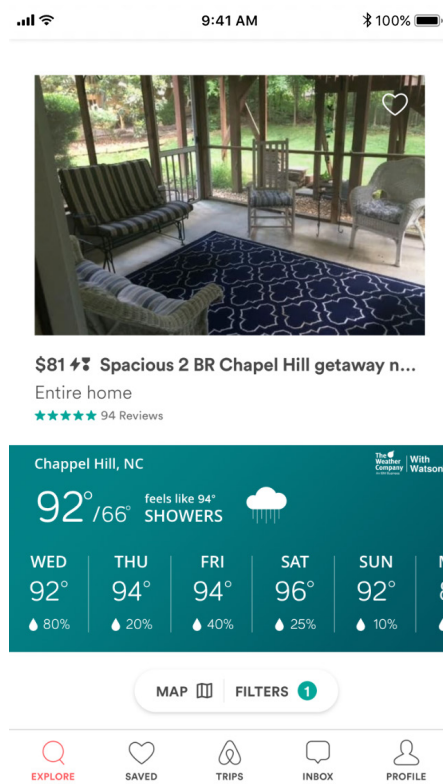 9:41 AM
100%
$81 Spacious 2 BR Chapel Hill getaway n...
Entire home
94 Reviews
Chappel Hill, NC
The Weather Company
With Watson
92°/66°
feels like 94°
SHOWERS
WED THU FRI SAT SUN
92° 94° 94° 96° 92°
80% 20% 40% 25% 10%
MAP FILTERS 1
EXPLORE SAVED TRIPS INBOX PROFILE